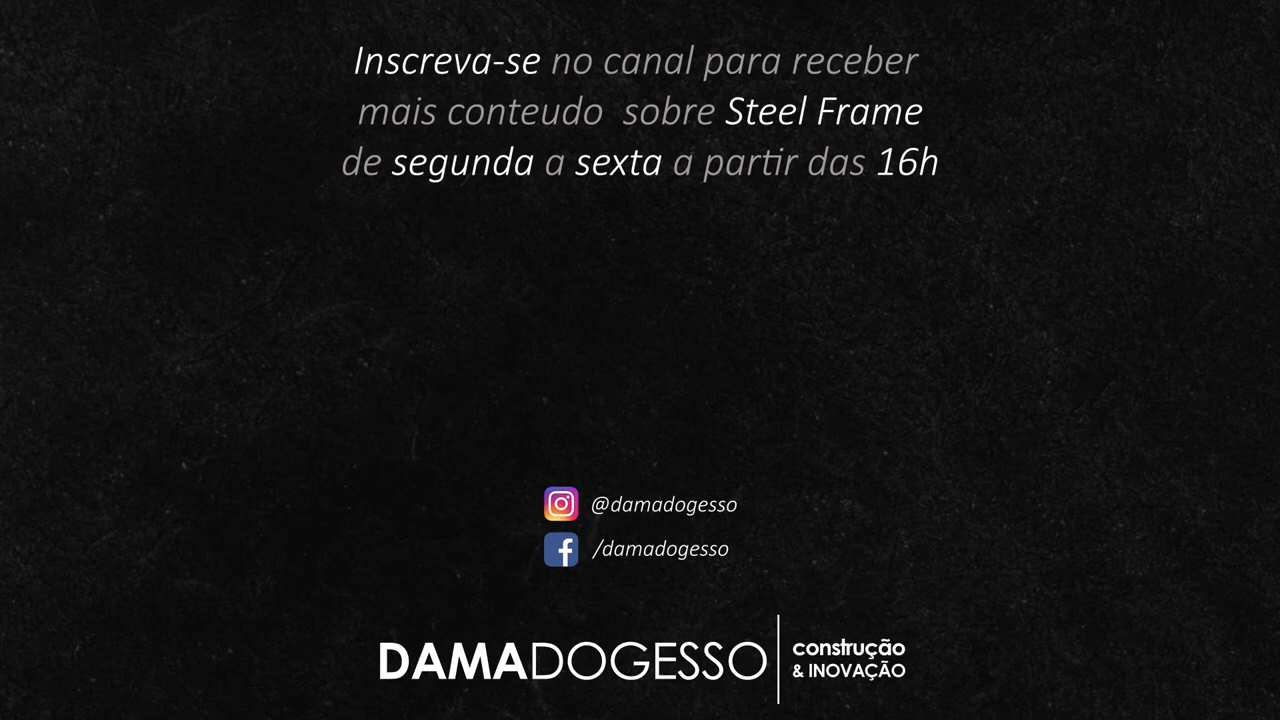 Inscreva-se no canal para receber
mais conteudo sobre Steel Frame
de segunda a sexta a partir das 16h
@damadogesso
/damadogesso
DAMADOGESSO
construção
& INOVAÇÃO